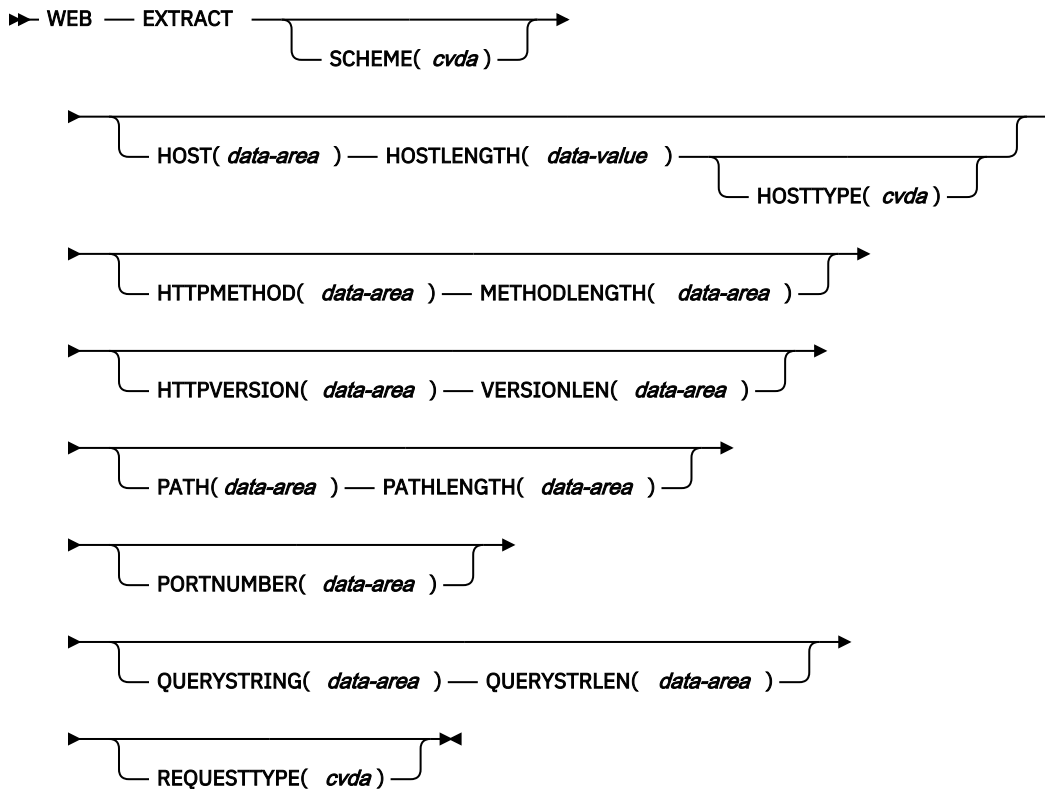 WEB EXTRACT
SCHEME( cvda )
HOST( data-area ) HOSTLENGTH( data-value )
HOSTTYPE( cvda )
HTTPMETHOD( data-area ) METHODLENGTH( data-area )
HTTPVERSION( data-area ) VERSIONLEN( data-area )
PATH( data-area ) PATHLENGTH( data-area )
PORTNUMBER( data-area )
QUERYSTRING( data-area ) QUERYSTRLEN( data-area )
REQUESTTYPE( cvda )